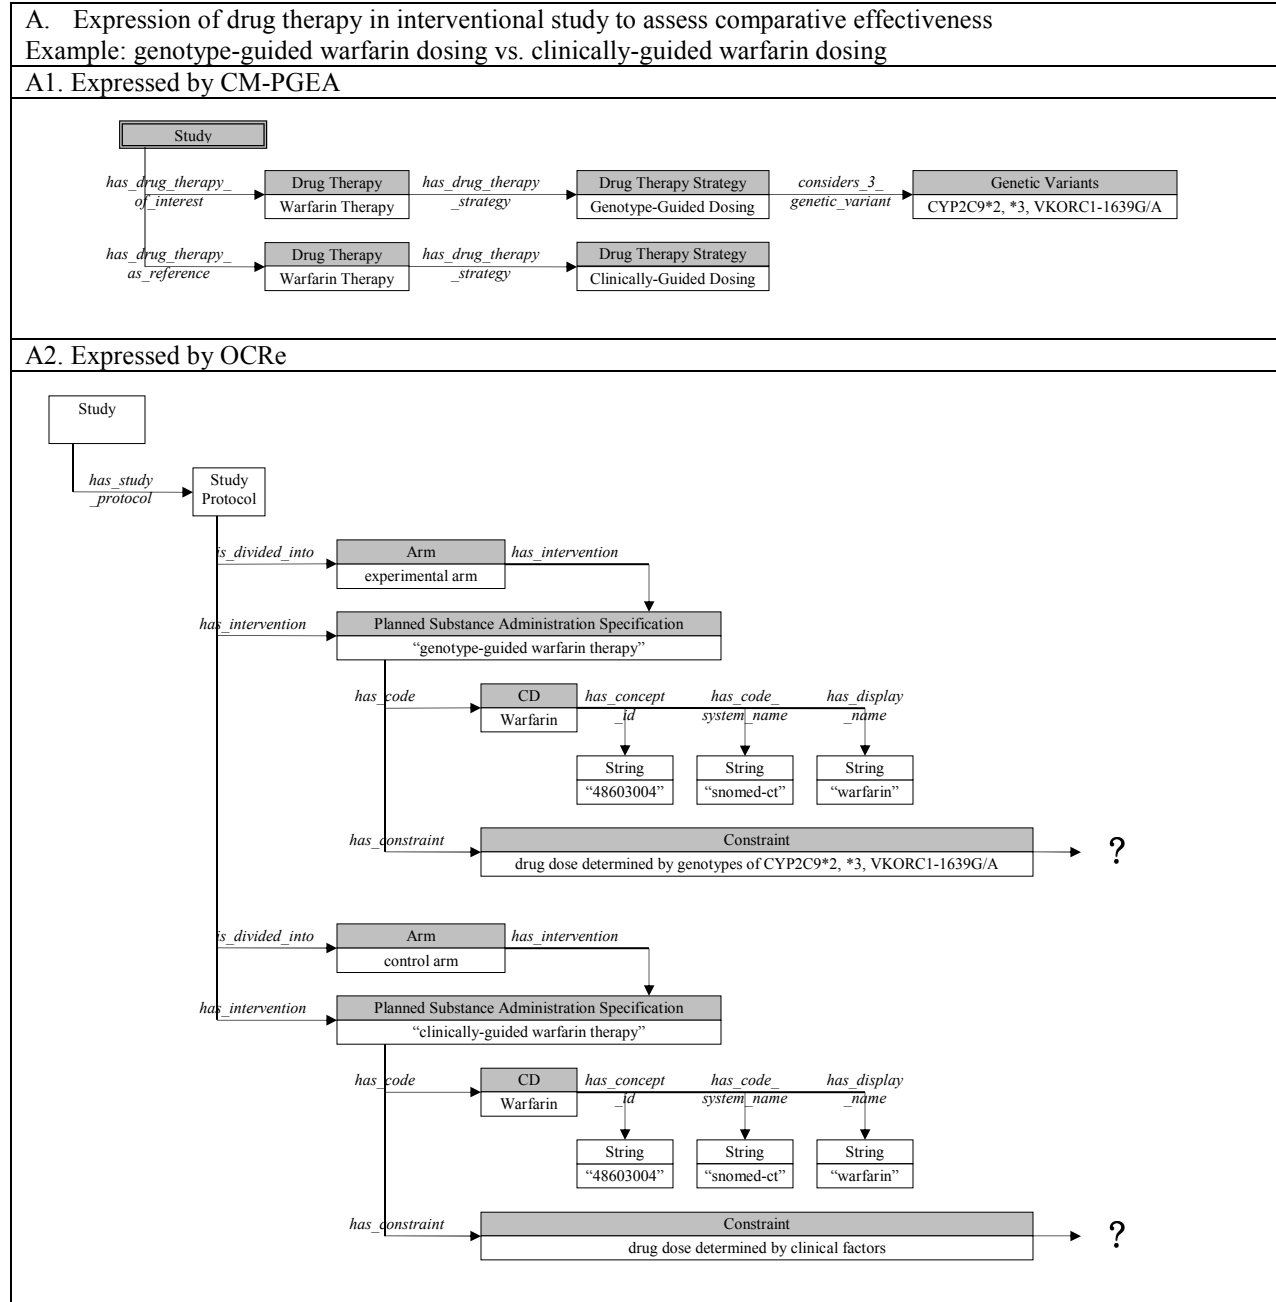 A. Expression of drug therapy in interventional study to assess comparative effectiveness
Example: genotype-guided warfarin dosing vs. clinically-guided warfarin dosing
A1. Expressed by CM-PGEA
Study
has_drug_therapy_
of_interest
Drug Therapy
Warfarin Therapy
has_drug_therapy
_strategy
Drug Therapy Strategy
Genotype-Guided Dosing
considers_3_
genetic_variant
Genetic Variants
CYP2C9*2, *3, VKORC1-1639G/A
has_drug_therapy_
as_reference
Drug Therapy
Warfarin Therapy
has_drug_therapy
_strategy
Drug Therapy Strategy
Clinically-Guided Dosing
A2. Expressed by OCRe
Study
has_study
_protocol
Study
Protocol
is_divided_into
Arm
experimental arm
has_intervention
has_intervention
Planned Substance Administration Specification
“genotype-guided warfarin therapy”
has_code
CD
Warfarin
has_concept
_id
has_code_
system_name
has_display
_name
String
“48603004”
String
“snomed-ct”
String
“warfarin”
has_constraint
Constraint
drug dose determined by genotypes of CYP2C9*2, *3, VKORC1-1639G/A
?
is_divided_into
Arm
control arm
has_intervention
has_intervention
Planned Substance Administration Specification
“clinically-guided warfarin therapy”
has_code
CD
Warfarin
has_concept
_id
has_code_
system_name
has_display
_name
String
“48603004”
String
“snomed-ct”
String
“warfarin”
has_constraint
Constraint
drug dose determined by clinical factors
?